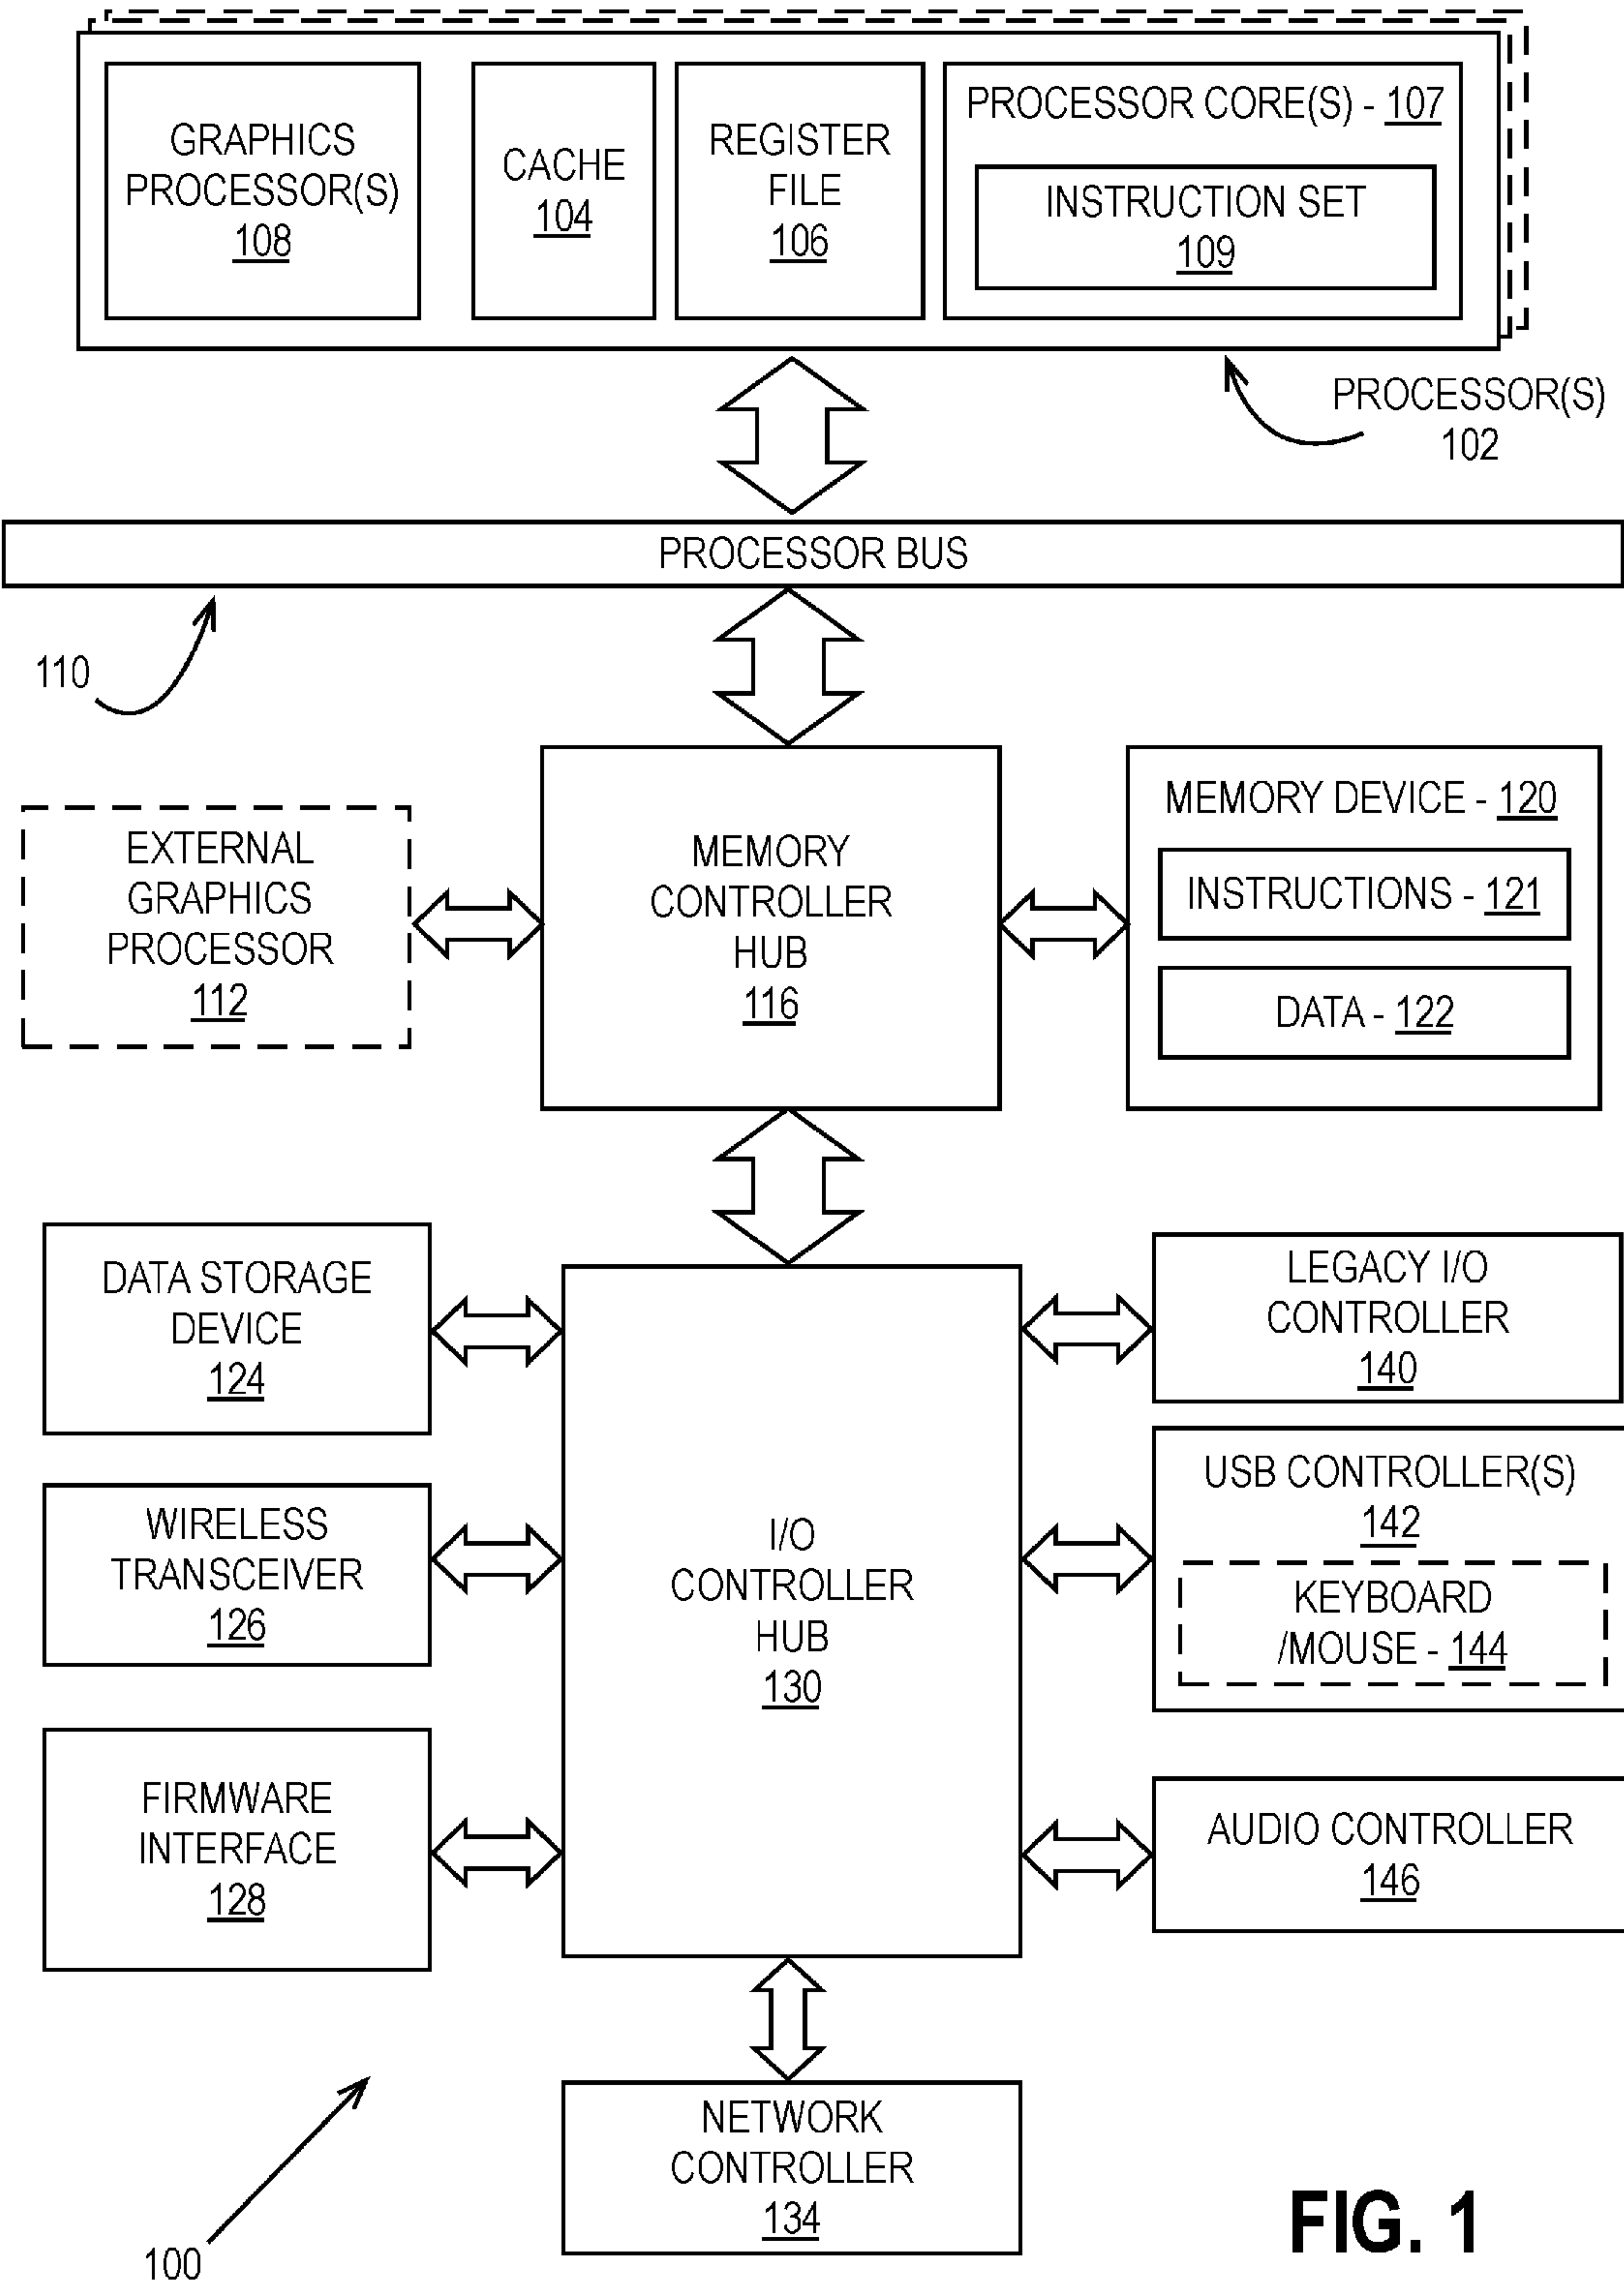 GRAPHICS
PROCESSOR(S)
108
CACHE
104
REGISTER
FILE
106
PROCESSOR CORE(S) - 107
INSTRUCTION SET
109
PROCESSOR(S)
102
PROCESSOR BUS
110
EXTERNAL
GRAPHICS
PROCESSOR
112
MEMORY
CONTROLLER
HUB
116
MEMORY DEVICE - 120
INSTRUCTIONS - 121
DATA - 122
DATA STORAGE
DEVICE
124
WIRELESS
TRANSCEIVER
126
FIRMWARE
INTERFACE
128
I/O
CONTROLLER
HUB
130
LEGACY I/O
CONTROLLER
140
USB CONTROLLER(S)
142
KEYBOARD
/MOUSE - 144
AUDIO CONTROLLER
146
NETWORK
CONTROLLER
134
100
FIG. 1